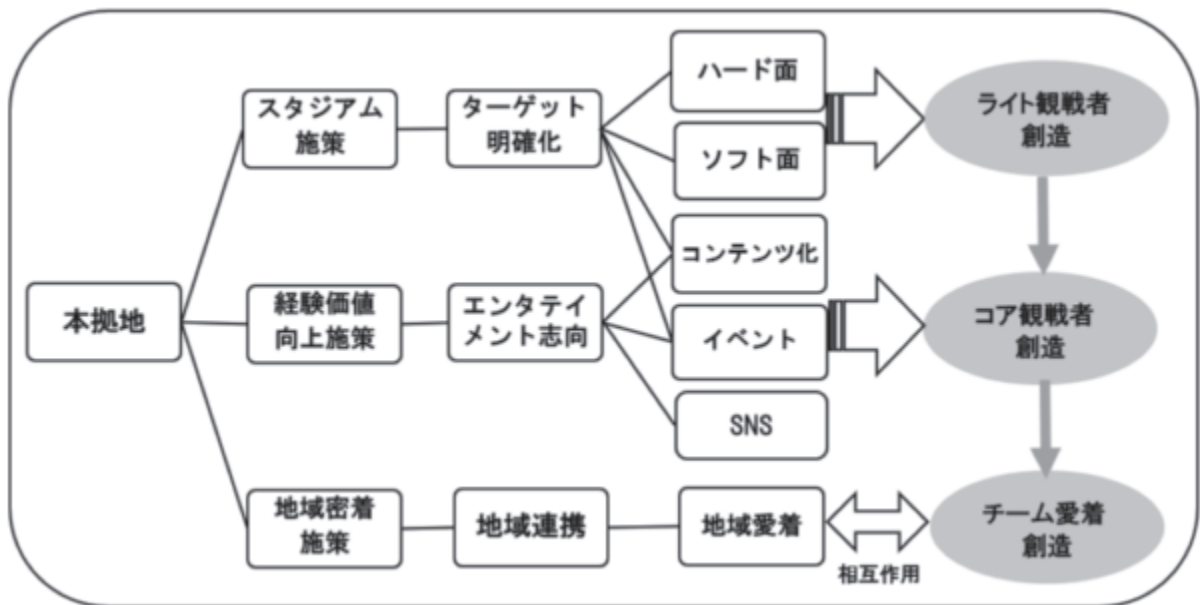 本拠地
スタジアム
施策
ターゲット
明確化
ハード面
ソフト面
コンテンツ化
経験価値
向上施策
エンタテイ
メント志向
イベント
SNS
地域密着
施策
地域連携
地域愛着
相互作用
ライト観戦者
創造
コア観戦者
創造
チーム愛着
創造